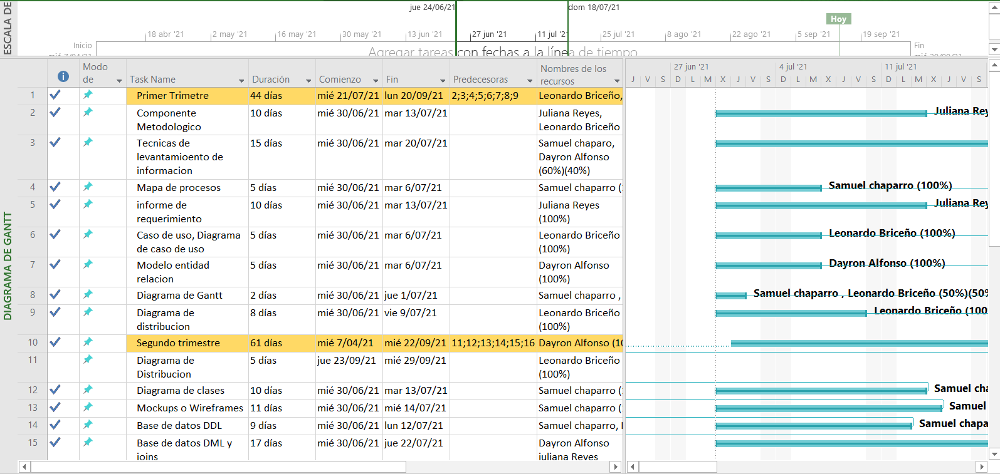 ESCALA DE
jue 24/06/21
dom 18/07/21
Hoy
18 abr '21
2 may '21
16 may '21
30 may '21
13 jun '21
27 jun '21
11 jul '21
25 jul '21
8 ago '21
22 ago '21
5 sep '21
19 sep '21
Inicio
Agregar tareas con fechas a la línea de tiempo
Fin
DIAGRAMA DE GANTT
Modo de
Task Name
Duración
Comienzo
Fin
Predecesoras
Nombres de los recursos
27 jun '21
4 jul '21
11 jul '21
J V S D L M X J V S D L M X J V S D L M X J V S
1 Primer Trimetre 44 días mié 21/07/21 lun 20/09/21 2;3;4;5;6;7;8;9 Leonardo Briceño,
2 Componente 10 días mié 30/06/21 mar 13/07/21 Juliana Reyes, Juliana Rey
Metodologico Leonardo Briceño
3 Tecnicas de 15 días mié 30/06/21 mar 20/07/21 Samuel chaparo,
levantamioento de Dayron Alfonso
informacion (60%)(40%)
4 Mapa de procesos 5 días mié 30/06/21 mar 6/07/21 Samuel chaparro ( Samuel chaparro (100%)
5 informe de 10 días mié 30/06/21 mar 13/07/21 Juliana Reyes Juliana Rey
requerimiento (100%)
6 Caso de uso, Diagrama 5 días mié 30/06/21 mar 6/07/21 Leonardo Briceño Leonardo Briceño (100%)
de caso de uso (100%)
7 Modelo entidad 5 días mié 30/06/21 mar 6/07/21 Dayron Alfonso Dayron Alfonso (100%)
relacion (100%)
8 Diagrama de Gantt 2 días mié 30/06/21 jue 1/07/21 Samuel chaparro , Samuel chaparro , Leonardo Briceño (50%)(50%
9 Diagrama de 8 días mié 30/06/21 vie 9/07/21 Leonardo Briceño Leonardo Briceño (100
distribucion (100%)
10 Segundo trimestre 61 días mié 7/04/21 mié 22/09/21 11;12;13;14;15;16 Dayron Alfonso (10
11 Diagrama de 5 días jue 23/09/21 mié 29/09/21 Leonardo Briceño
Distribucion (100%)
12 Diagrama de clases 10 días mié 30/06/21 mar 13/07/21 Samuel chaparro ( Samuel cha
13 Mockups o Wireframes 11 días mié 30/06/21 mié 14/07/21 Samuel chaparro ( Samuel
14 Base de datos DDL 9 días mié 30/06/21 lun 12/07/21 Samuel chaparro, Samuel chapa
15 Base de datos DML y 17 días mié 30/06/21 jue 22/07/21 Dayron Alfonso
joins juliana Reyes